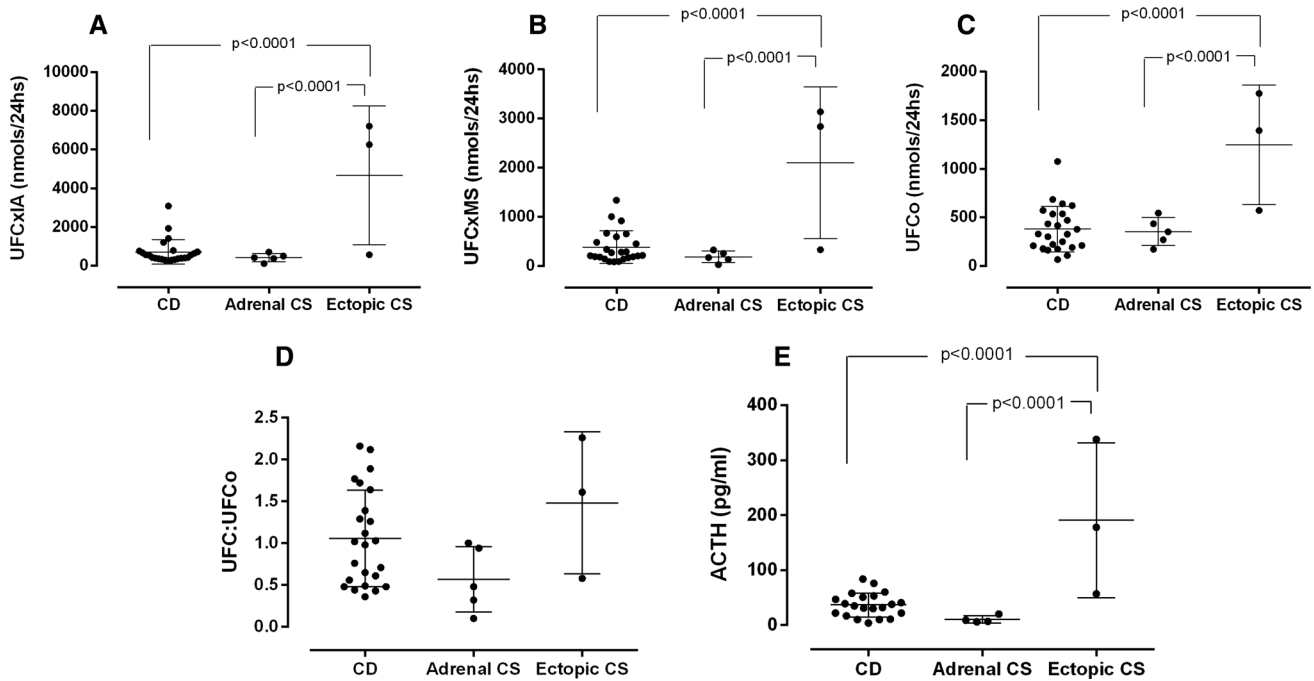 A
p<0.0001
p<0.0001
UFCxIA (nmols/24hs)
10000
8000
6000
4000
2000
0
CD
Adrenal CS
Ectopic CS
B
p<0.0001
p<0.0001
UFCxMS (nmols/24hs)
4000
3000
2000
1000
0
CD
Adrenal CS
Ectopic CS
C
p<0.0001
p<0.0001
UFCo (nmols/24hs)
2000
1500
1000
500
0
CD
Adrenal CS
Ectopic CS
D
UFC:UFCo
2.5
2.0
1.5
1.0
0.5
0.0
CD
Adrenal CS
Ectopic CS
E
p<0.0001
p<0.0001
ACTH (pg/ml)
400
300
200
100
0
CD
Adrenal CS
Ectopic CS